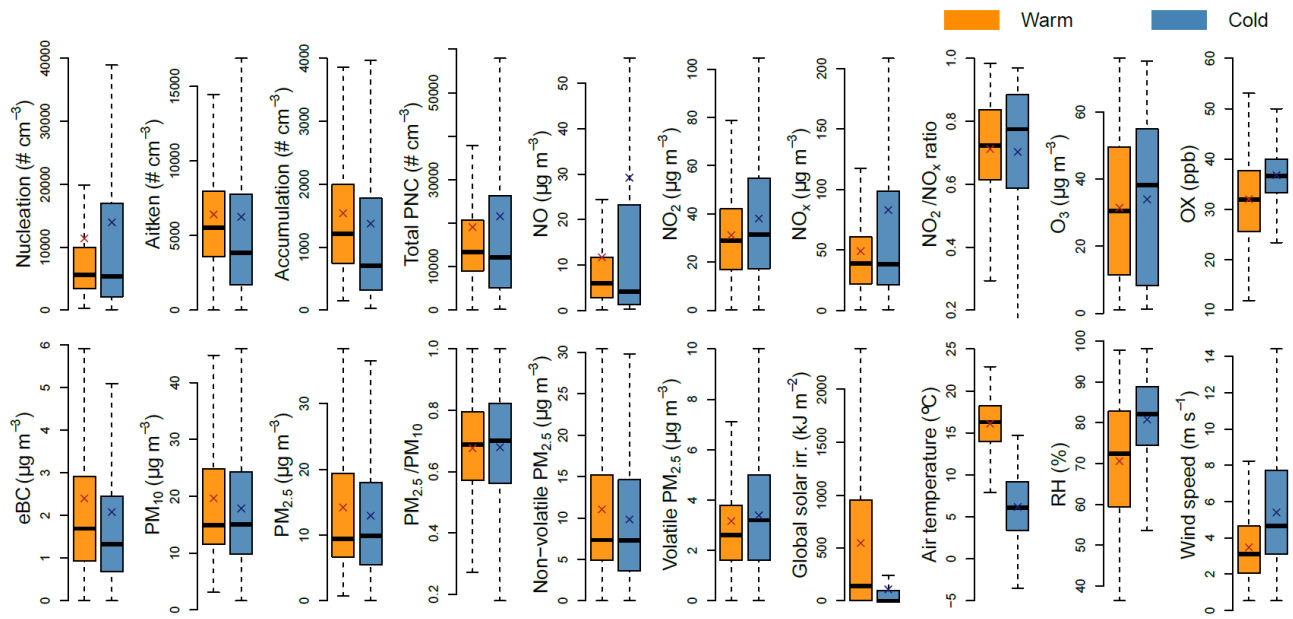 Warm Cold
Nucleation (# cm⁻³)
0 10000 20000 30000 40000
Aitken (# cm⁻³)
0 5000 10000 15000
Accumulation (# cm⁻³)
0 1000 2000 3000 4000
Total PNC (# cm⁻³)
0 10000 30000 50000
NO (µg m⁻³)
0 10 20 30 40 50
NO₂ (µg m⁻³)
0 20 40 60 80 100
NOₓ (µg m⁻³)
0 50 100 150 200
NO₂/NOₓ ratio
0.2 0.4 0.6 0.8 1.0
O₃ (µg m⁻³)
0 20 40 60
OX (ppb)
10 20 30 40 50 60
eBC (µg m⁻³)
0 1 2 3 4 5 6
PM₁₀ (µg m⁻³)
0 10 20 30 40
PM₂.₅ (µg m⁻³)
0 10 20 30
PM₂.₅ /PM₁₀
0.2 0.4 0.6 0.8 1.0
Non−volatile PM₂.₅ (µg m⁻³)
0 5 10 15 20 25 30
Volatile PM₂.₅ (µg m⁻³)
0 2 4 6 8 10
Global solar irr. (kJ m⁻²)
0 500 1000 1500 2000
Air temperature (ºC)
−5 0 5 10 15 20 25
RH (%)
40 50 60 70 80 90 100
Wind speed (m s⁻¹)
0 2 4 6 8 10 12 14